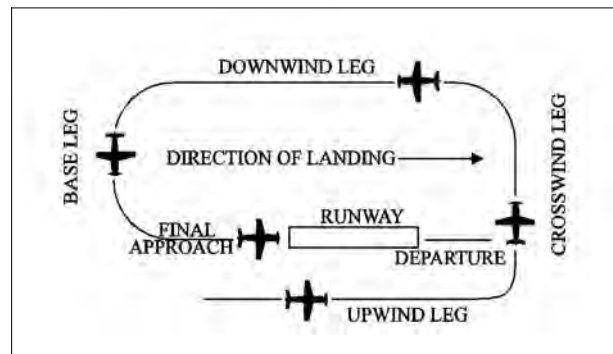 DOWNWIND LEG
BASE LEG
CROSSWIND LEG
DIRECTION OF LANDING
RUNWAY
FINAL
APPROACH
DEPARTURE
UPWIND LEG